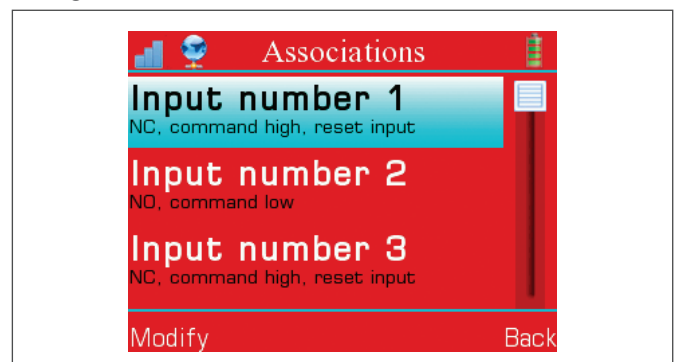 Associations
Input number 1
NC, command high, reset input
Input number 2
NO, command low
Input number 3
NC, command high, reset input
Modify Back